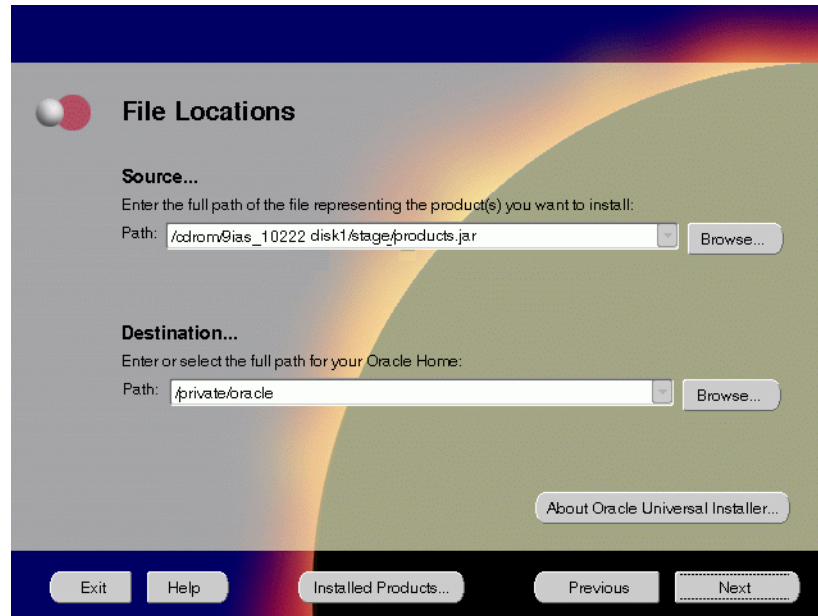 File Locations
Source...
Enter the full path of the file representing the product(s) you want to install:
Path: /cdrom/9ias_10222 disk1/stage/products.jar Browse...
Destination...
Enter or select the full path for your Oracle Home:
Path: /private/oracle Browse...
About Oracle Universal Installer...
Exit Help Installed Products... Previous Next